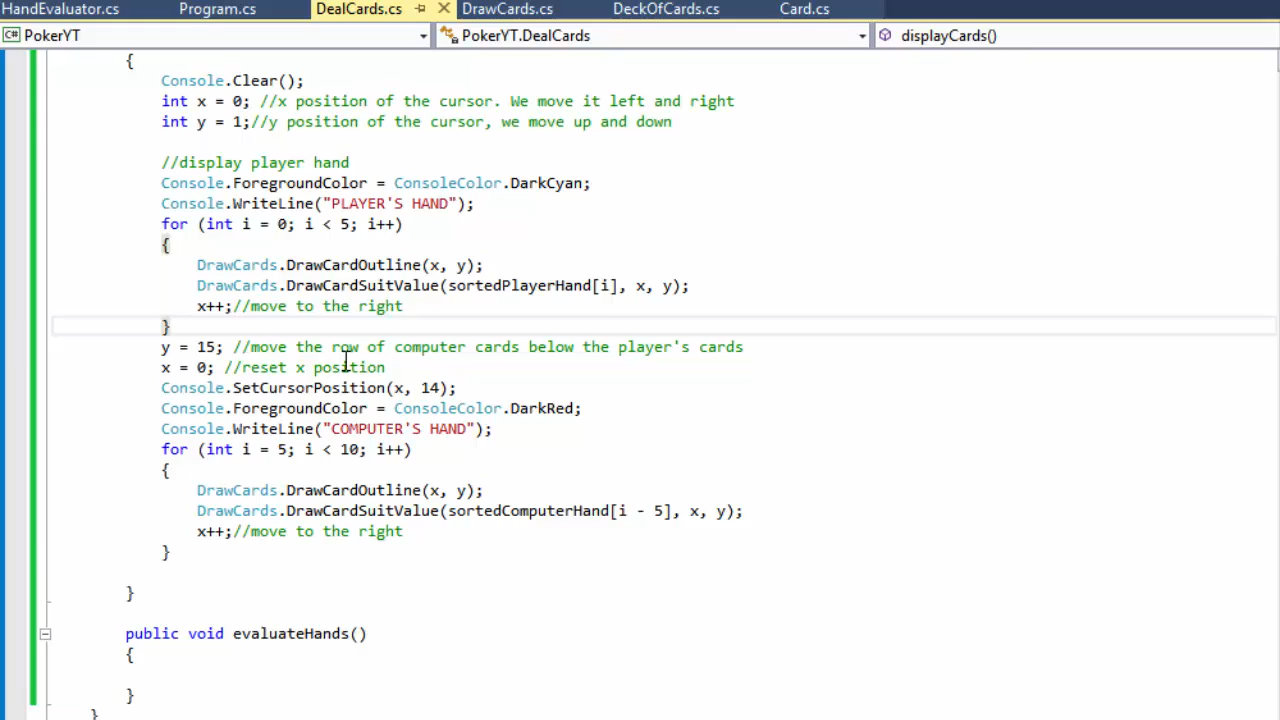 HandEvaluator.cs Program.cs DealCards.cs DrawCards.cs DeckOfCards.cs Card.cs
C# PokerYT PokerYT.DealCards displayCards()
{
Console.Clear();
int x = 0; //x position of the cursor. We move it left and right
int y = 1;//y position of the cursor, we move up and down
//display player hand
Console.ForegroundColor = ConsoleColor.DarkCyan;
Console.WriteLine("PLAYER'S HAND");
for (int i = 0; i < 5; i++)
{
DrawCards.DrawCardOutline(x, y);
DrawCards.DrawCardSuitValue(sortedPlayerHand[i], x, y);
x++;//move to the right
}
y = 15; //move the row of computer cards below the player's cards
x = 0; //reset x position
Console.SetCursorPosition(x, 14);
Console.ForegroundColor = ConsoleColor.DarkRed;
Console.WriteLine("COMPUTER'S HAND");
for (int i = 5; i < 10; i++)
{
DrawCards.DrawCardOutline(x, y);
DrawCards.DrawCardSuitValue(sortedComputerHand[i - 5], x, y);
x++;//move to the right
}
}
public void evaluateHands()
{
}
}